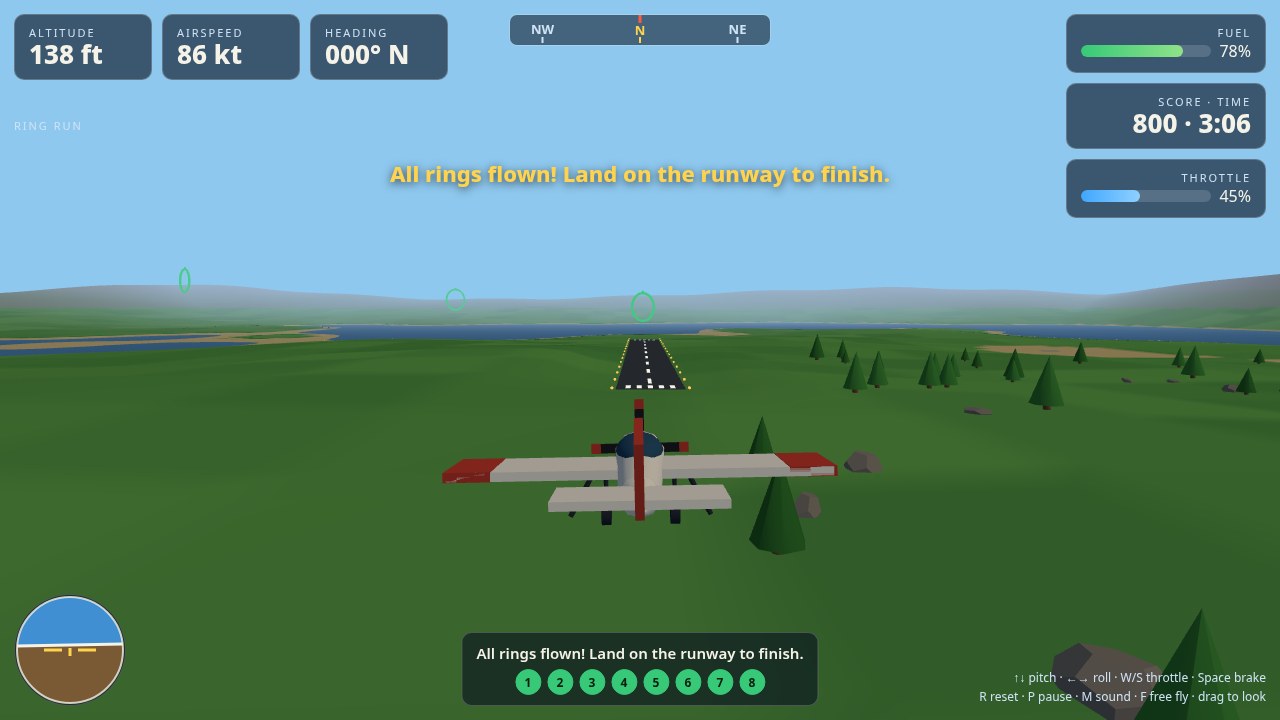 ALTITUDE
138 ft
AIRSPEED
86 kt
HEADING
000° N
NW N NE
FUEL
78%
SCORE · TIME
800 · 3:06
THROTTLE
45%
RING RUN
All rings flown! Land on the runway to finish.
All rings flown! Land on the runway to finish.
1 2 3 4 5 6 7 8
↑↓ pitch · ←→ roll · W/S throttle · Space brake
R reset · P pause · M sound · F free fly · drag to look